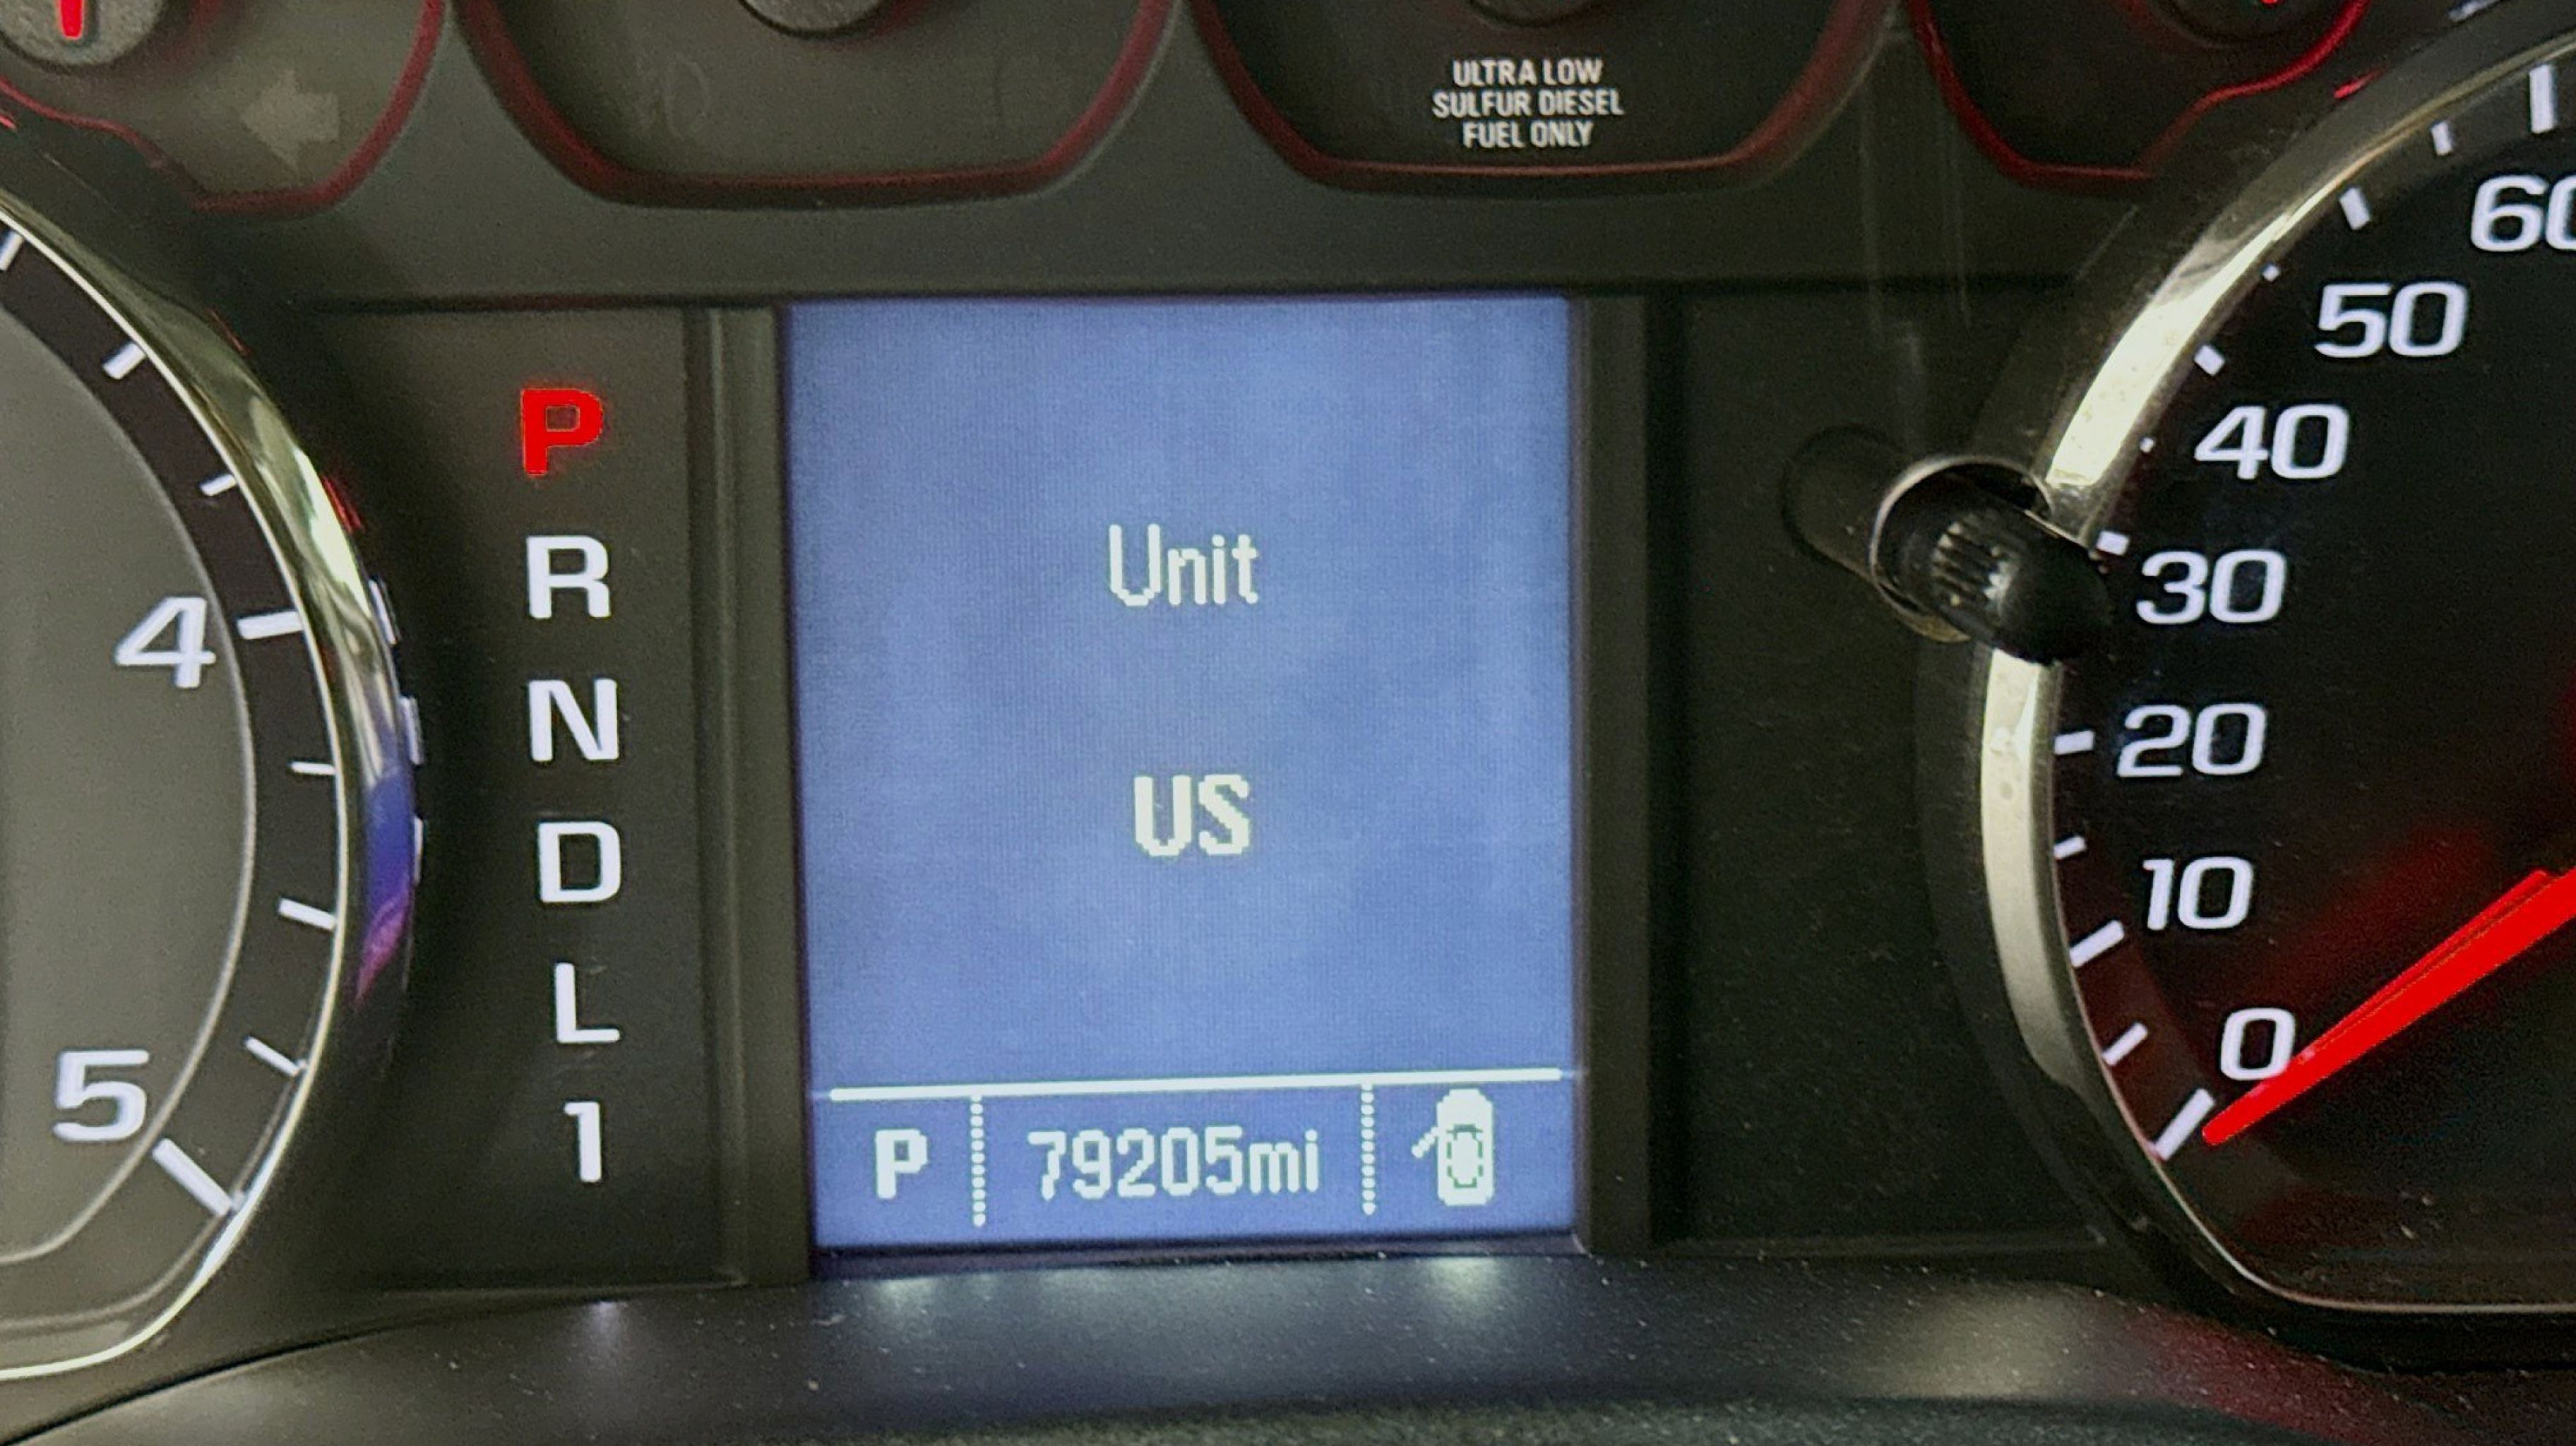 ULTRA LOW
SULFUR DIESEL
FUEL ONLY
P
R
N
D
L
1
4
5
Unit
US
P 79205mi
60
50
40
30
20
10
0